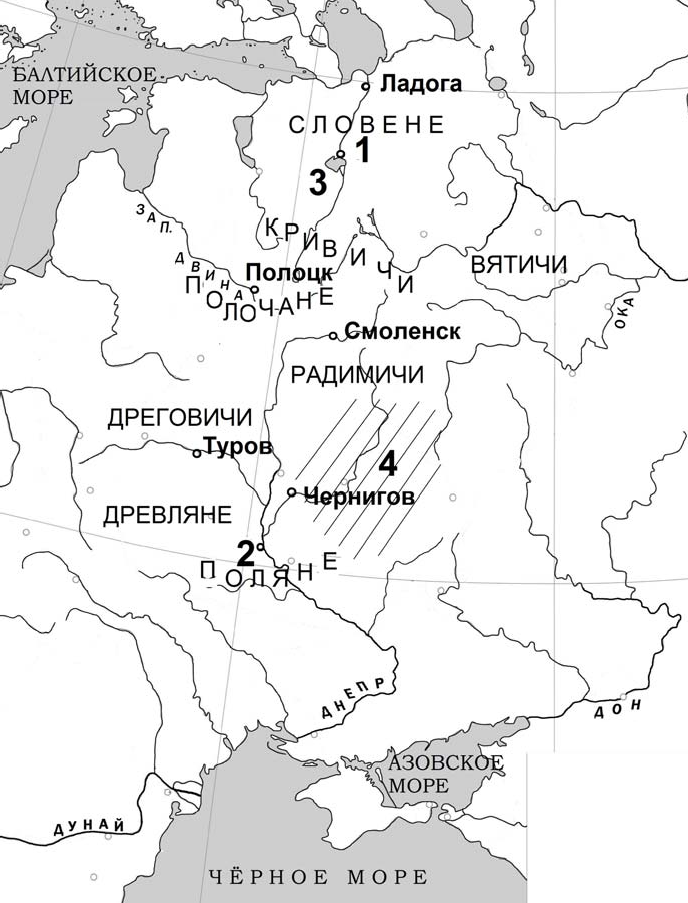 БАЛТИЙСКОЕ
МОРЕ
Ладога
СЛОВЕНЕ
1
3
ЗАП. ДВИНА
КРИВИЧИ
ВЯТИЧИ
Полоцк
ПОЛОЧАНЕ
ОКА
Смоленск
РАДИМИЧИ
ДРЕГОВИЧИ
Туров
4
Чернигов
ДРЕВЛЯНЕ
2
ПОЛЯНЕ
ДНЕПР
ДОН
АЗОВСКОЕ
МОРЕ
ДУНАЙ
ЧЁРНОЕ МОРЕ